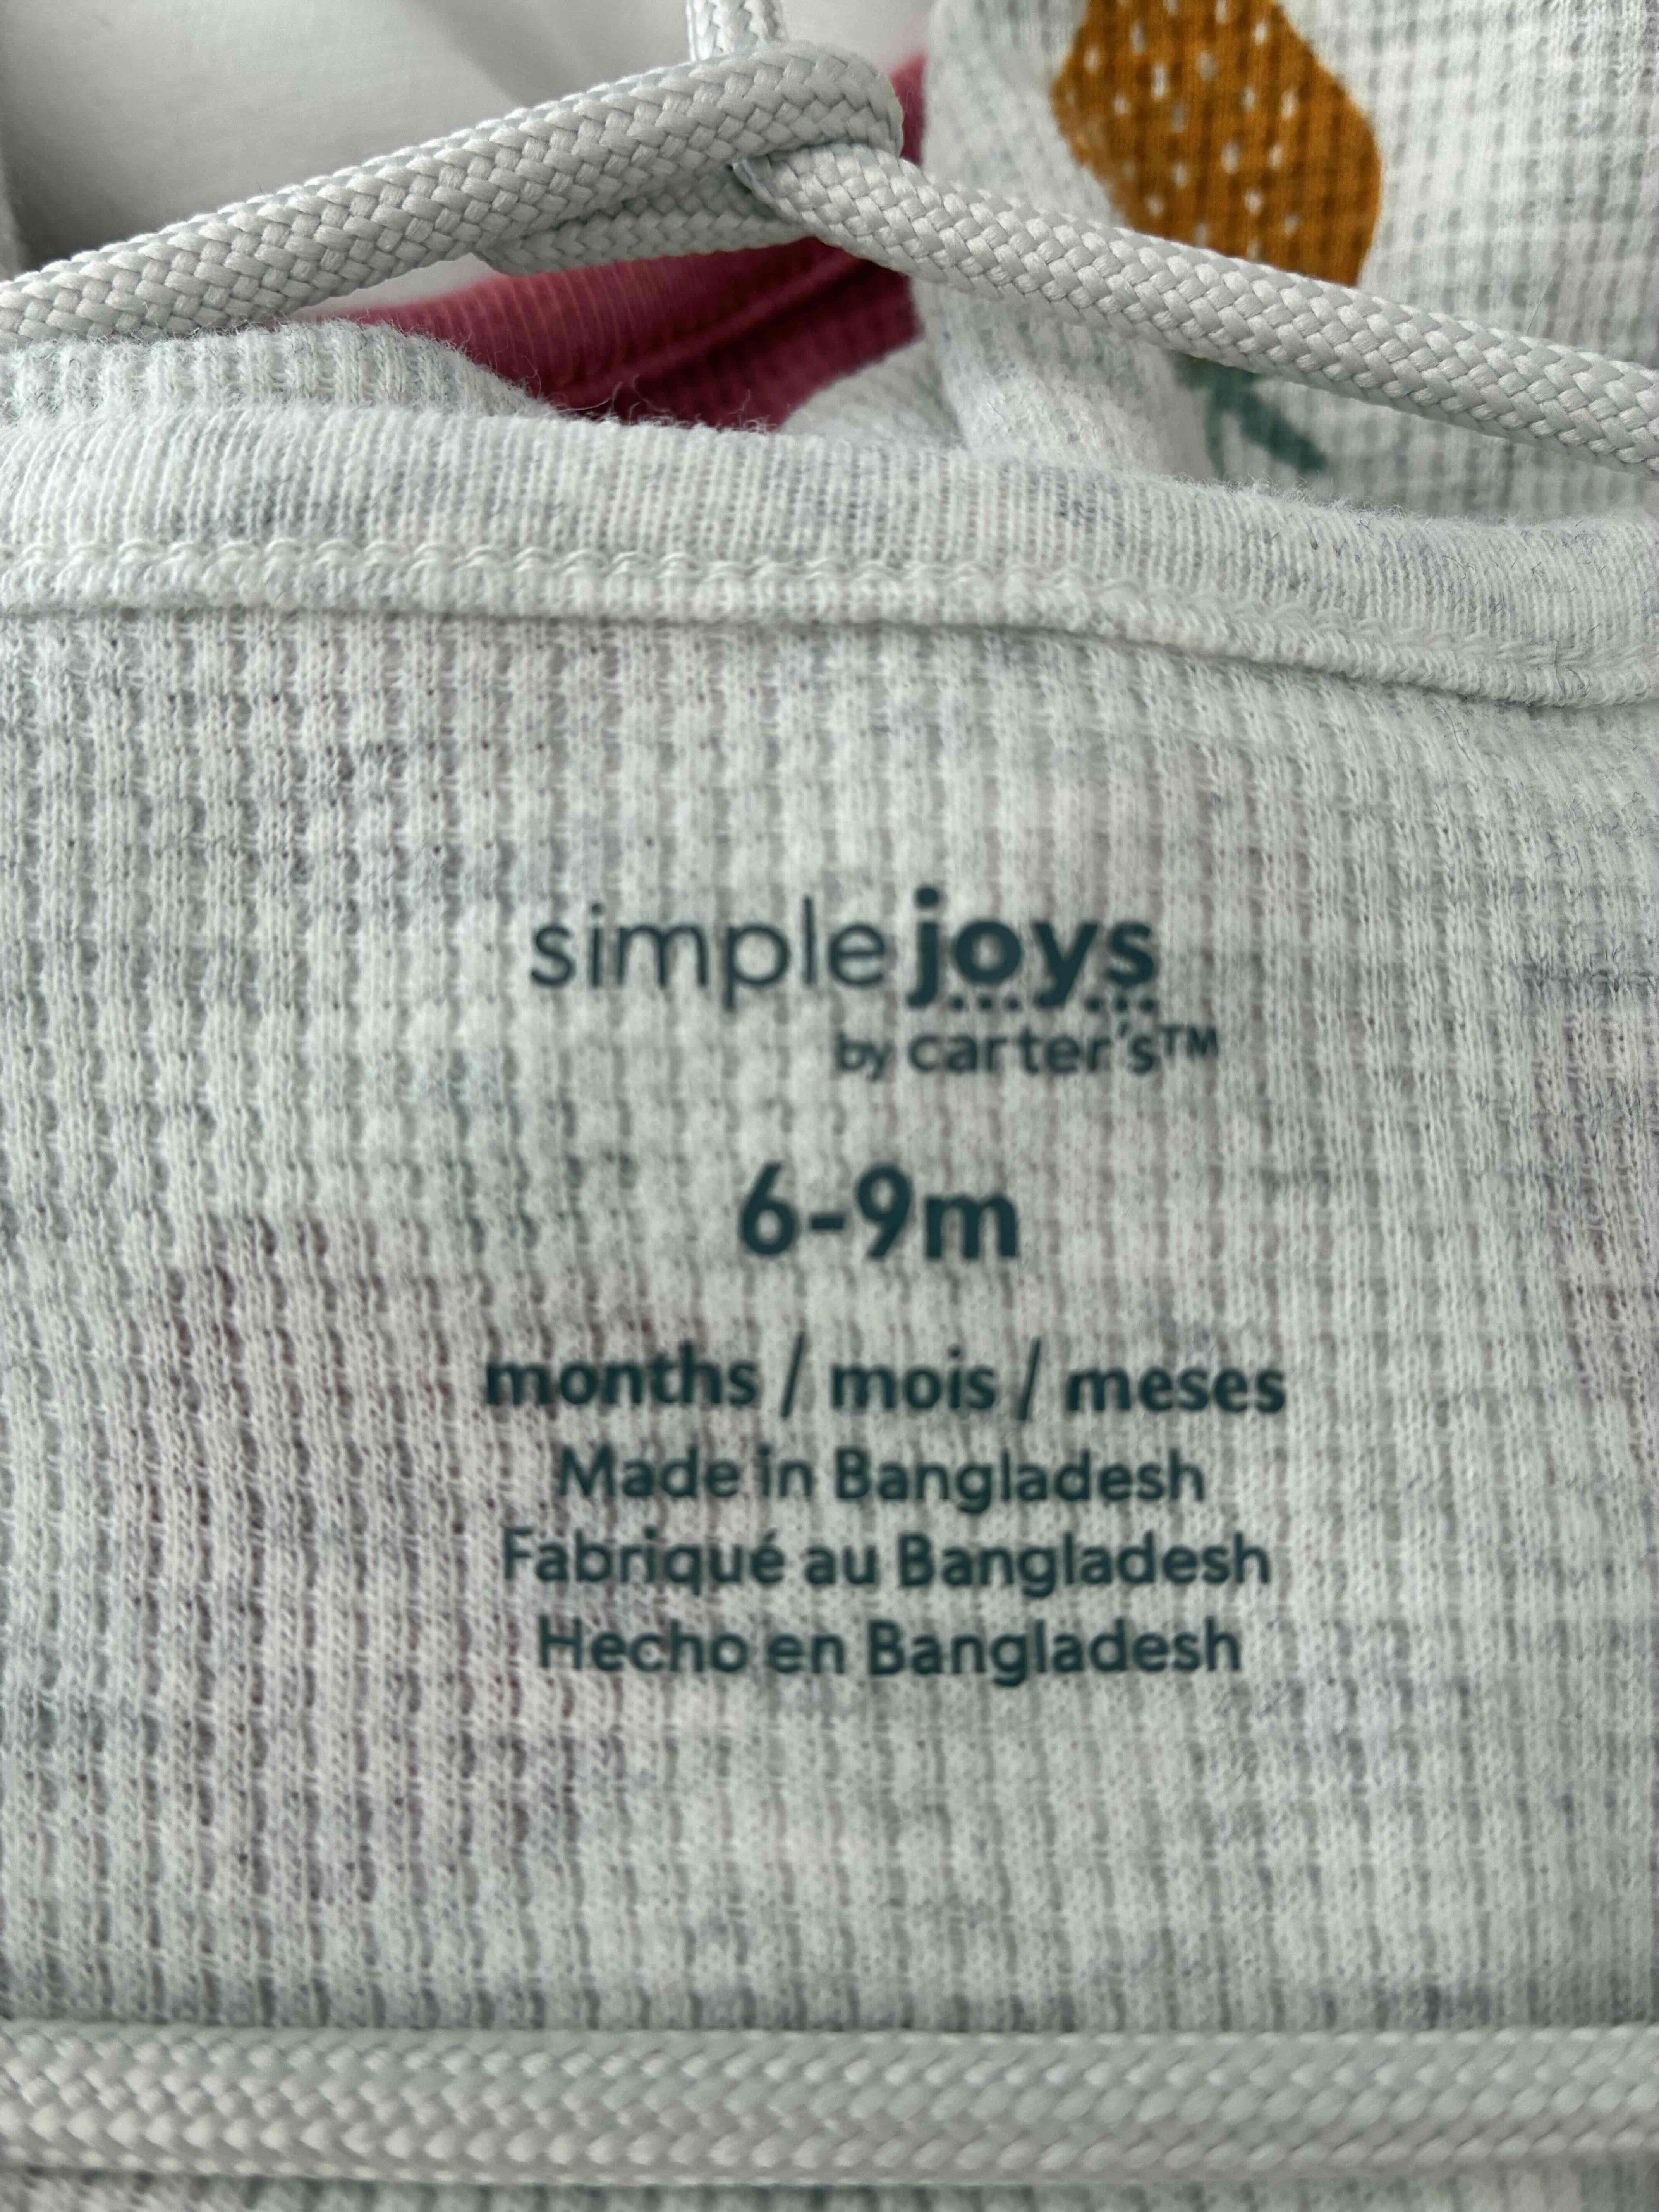 simple joys
by carter's™
6-9m
months / mois / meses
Made in Bangladesh
Fabriqué au Bangladesh
Hecho en Bangladesh